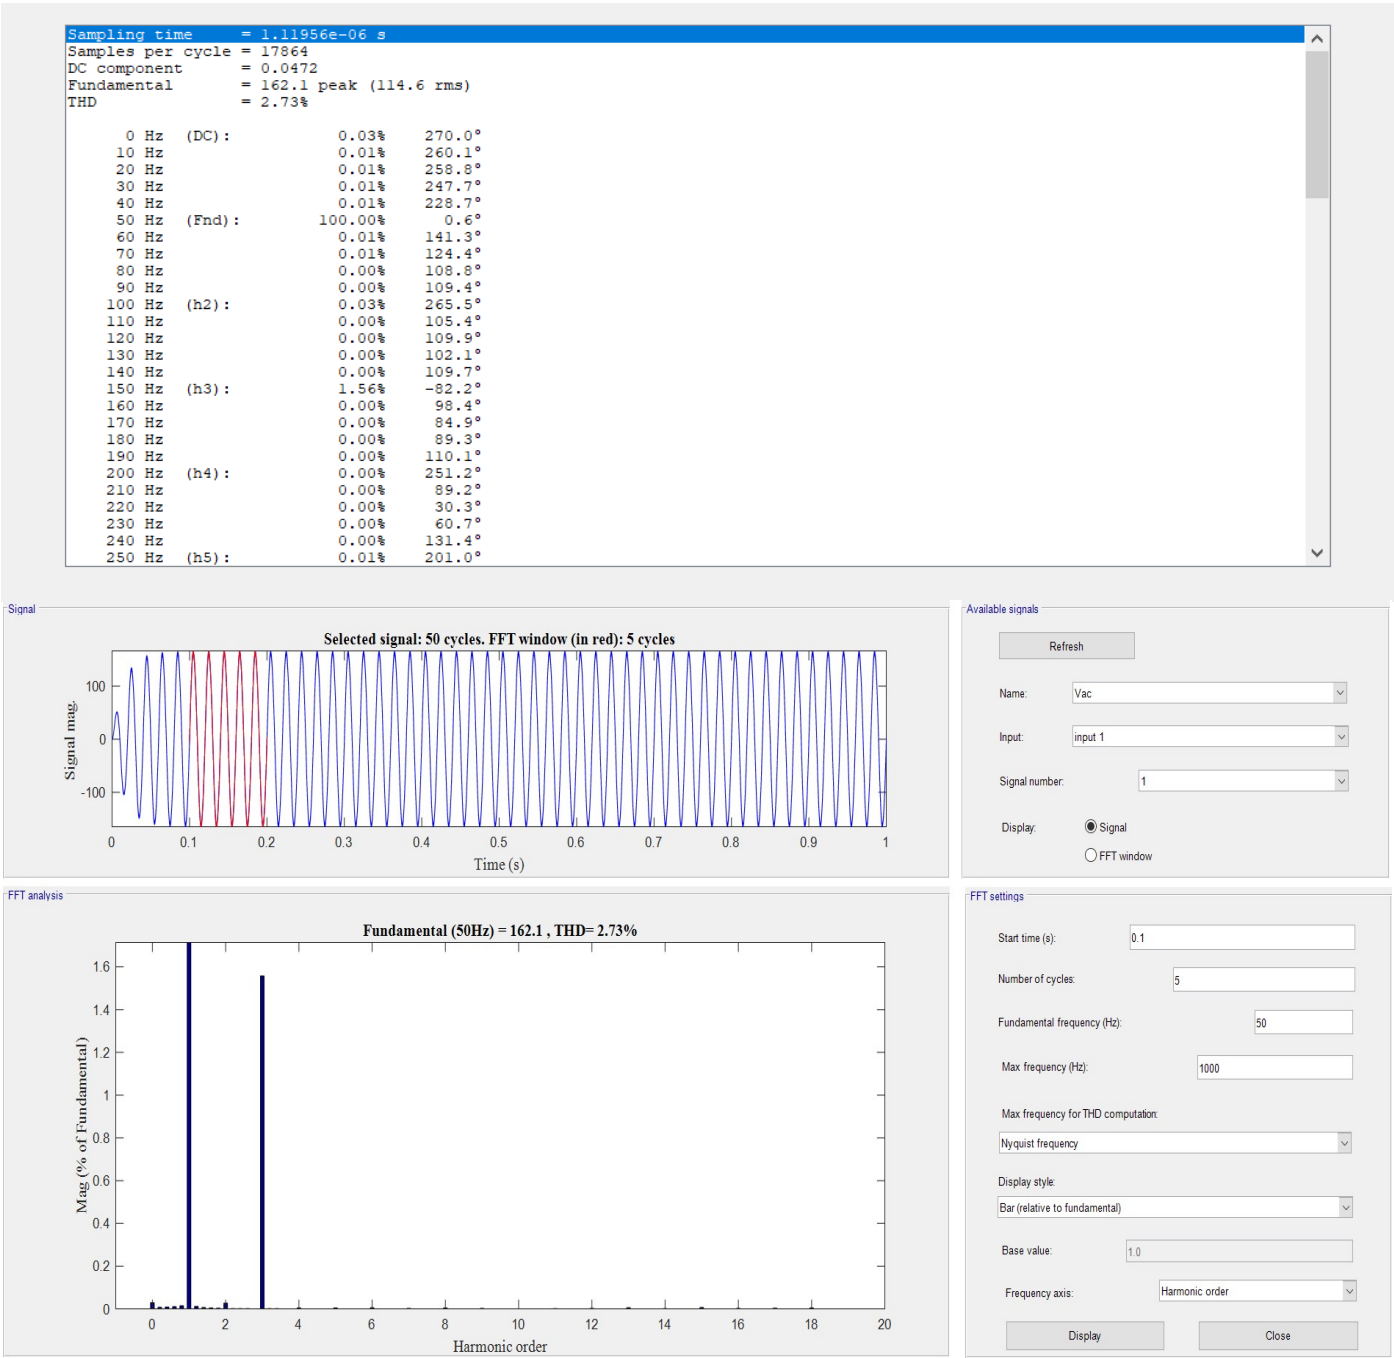 Sampling time = 1.11956e-06 s
Samples per cycle = 17864
DC component = 0.0472
Fundamental = 162.1 peak (114.6 rms)
THD = 2.73%
0 Hz (DC): 0.03% 270.0°
10 Hz 0.01% 260.1°
20 Hz 0.01% 258.8°
30 Hz 0.01% 247.7°
40 Hz 0.01% 228.7°
50 Hz (Fnd): 100.00% 0.6°
60 Hz 0.01% 141.3°
70 Hz 0.01% 124.4°
80 Hz 0.00% 108.8°
90 Hz 0.00% 109.4°
100 Hz (h2): 0.03% 265.5°
110 Hz 0.00% 105.4°
120 Hz 0.00% 109.9°
130 Hz 0.00% 102.1°
140 Hz 0.00% 109.7°
150 Hz (h3): 1.56% -82.2°
160 Hz 0.00% 98.4°
170 Hz 0.00% 84.9°
180 Hz 0.00% 89.3°
190 Hz 0.00% 110.1°
200 Hz (h4): 0.00% 251.2°
210 Hz 0.00% 89.2°
220 Hz 0.00% 30.3°
230 Hz 0.00% 60.7°
240 Hz 0.00% 131.4°
250 Hz (h5): 0.01% 201.0°
Signal
Selected signal: 50 cycles. FFT window (in red): 5 cycles
Signal mag.
100
0
-100
0 0.1 0.2 0.3 0.4 0.5 0.6 0.7 0.8 0.9 1
Time (s)
Available signals
Refresh
Name: Vac
Input: input 1
Signal number: 1
Display: Signal
FFT window
FFT analysis
Fundamental (50Hz) = 162.1 , THD= 2.73%
Mag (% of Fundamental)
1.6
1.4
1.2
1
0.8
0.6
0.4
0.2
0
0 2 4 6 8 10 12 14 16 18 20
Harmonic order
FFT settings
Start time (s): 0.1
Number of cycles: 5
Fundamental frequency (Hz): 50
Max frequency (Hz): 1000
Max frequency for THD computation:
Nyquist frequency
Display style:
Bar (relative to fundamental)
Base value: 1.0
Frequency axis: Harmonic order
Display Close